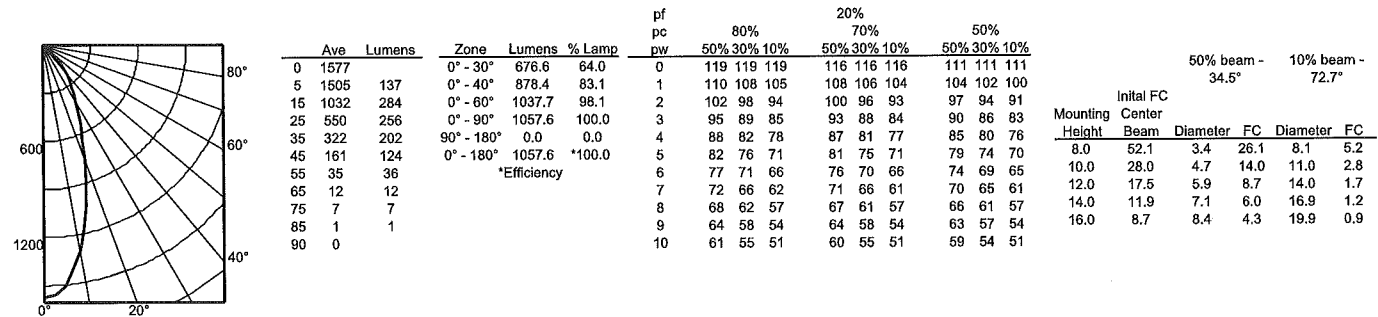 600
1200
0°
20°
40°
60°
80°
Ave Lumens
0 1577
5 1505 137
15 1032 284
25 550 256
35 322 202
45 161 124
55 35 36
65 12 12
75 7 7
85 1 1
90 0
Zone Lumens % Lamp
0° - 30° 676.6 64.0
0° - 40° 878.4 83.1
0° - 60° 1037.7 98.1
0° - 90° 1057.6 100.0
90° - 180° 0.0 0.0
0° - 180° 1057.6 *100.0
*Efficiency
pf 20%
pc 80% 70% 50%
pw 50% 30% 10% 50% 30% 10% 50% 30% 10%
0 119 119 119 116 116 116 111 111 111
1 110 108 105 108 106 104 104 102 100
2 102 98 94 100 96 93 97 94 91
3 95 89 85 93 88 84 90 86 83
4 88 82 78 87 81 77 85 80 76
5 82 76 71 81 75 71 79 74 70
6 77 71 66 76 70 66 74 69 65
7 72 66 62 71 66 61 70 65 61
8 68 62 57 67 61 57 66 61 57
9 64 58 54 64 58 54 63 57 54
10 61 55 51 60 55 51 59 54 51
50% beam - 10% beam -
34.5° 72.7°
Inital FC
Mounting Center
Height Beam Diameter FC Diameter FC
8.0 52.1 3.4 26.1 8.1 5.2
10.0 28.0 4.7 14.0 11.0 2.8
12.0 17.5 5.9 8.7 14.0 1.7
14.0 11.9 7.1 6.0 16.9 1.2
16.0 8.7 8.4 4.3 19.9 0.9